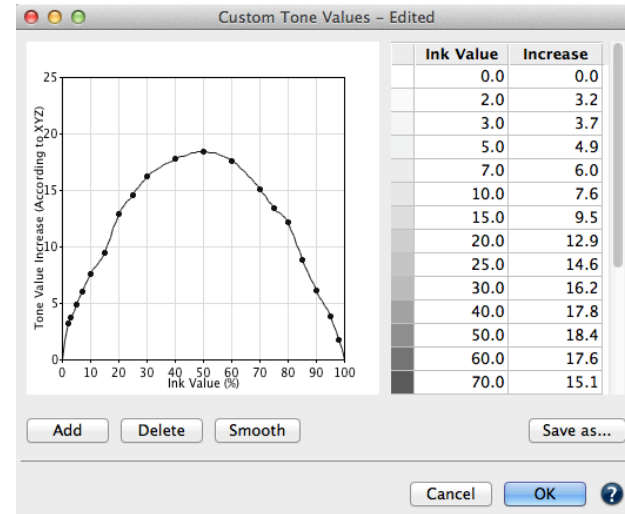 Custom Tone Values – Edited
Tone Value Increase (According to XYZ)
25
20
15
10
5
0
0 10 20 30 40 50 60 70 80 90 100
Ink Value (%)
Ink Value Increase
0.0 0.0
2.0 3.2
3.0 3.7
5.0 4.9
7.0 6.0
10.0 7.6
15.0 9.5
20.0 12.9
25.0 14.6
30.0 16.2
40.0 17.8
50.0 18.4
60.0 17.6
70.0 15.1
Add Delete Smooth Save as...
Cancel OK ?